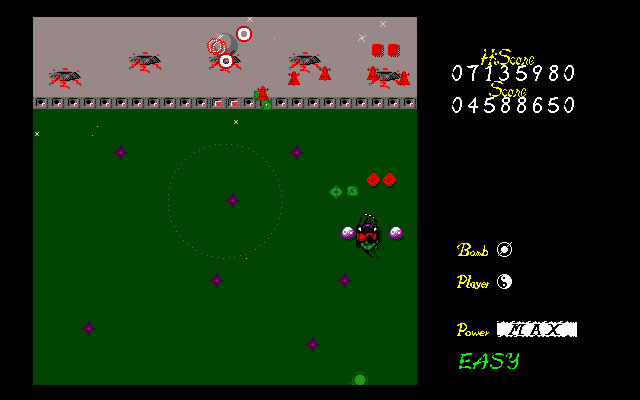 HiScore
07135980
Score
04588650
Bomb
Player
Power MAX
EASY